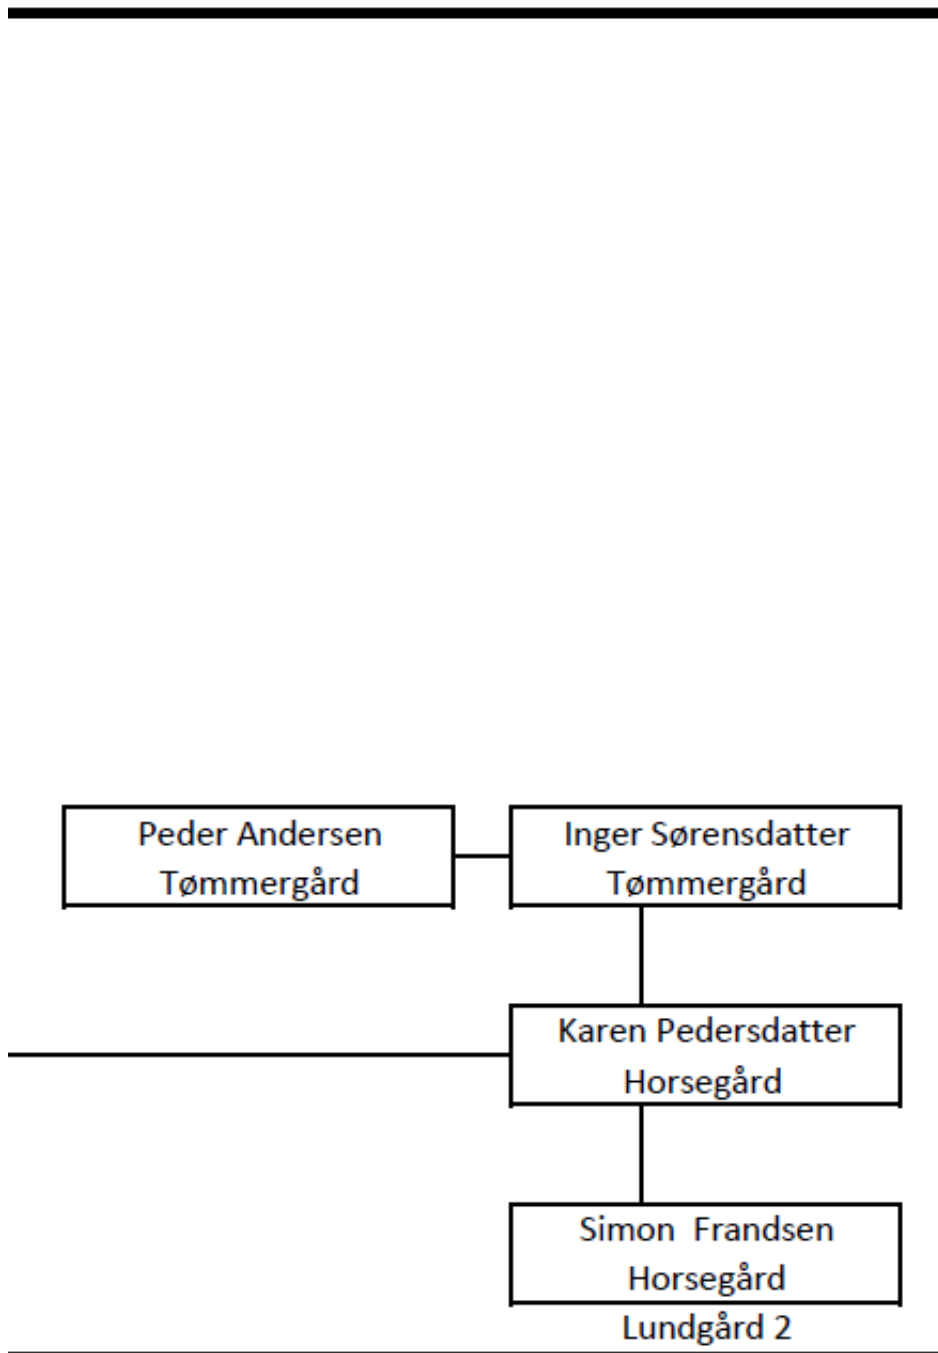 Peder Andersen
Tømmergård
Inger Sørensdatter
Tømmergård
Karen Pedersdatter
Horsegård
Simon Frandsen
Horsegård
Lundgård 2